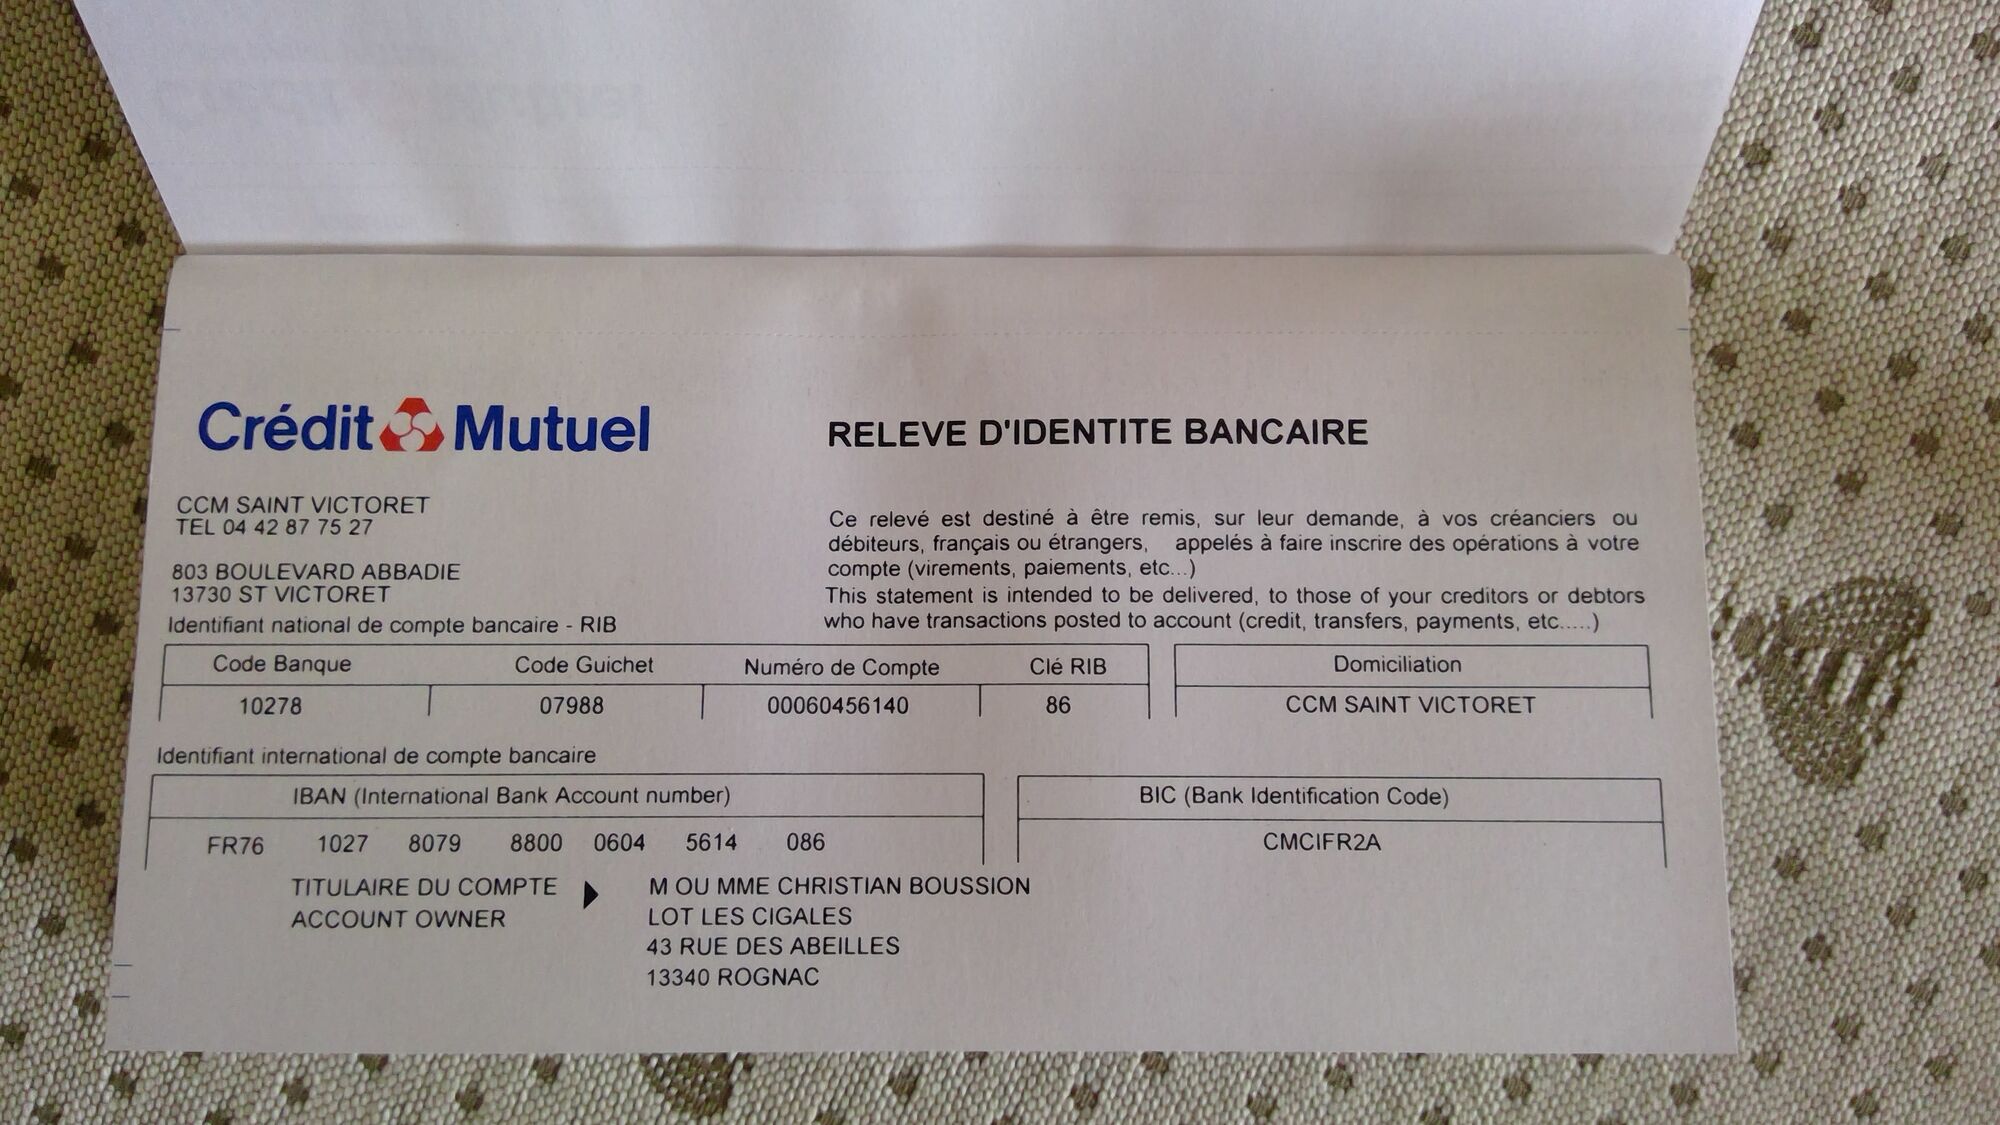 Crédit Mutuel
RELEVE D'IDENTITE BANCAIRE
CCM SAINT VICTORET
TEL 04 42 87 75 27
803 BOULEVARD ABBADIE
13730 ST VICTORET
Ce relevé est destiné à être remis, sur leur demande, à vos créanciers ou
débiteurs, français ou étrangers, appelés à faire inscrire des opérations à votre
compte (virements, paiements, etc...)
This statement is intended to be delivered, to those of your creditors or debtors
who have transactions posted to account (credit, transfers, payments, etc.....)
Identifiant national de compte bancaire - RIB
Code Banque Code Guichet Numéro de Compte Clé RIB Domiciliation
10278 07988 00060456140 86 CCM SAINT VICTORET
Identifiant international de compte bancaire
IBAN (International Bank Account number) BIC (Bank Identification Code)
FR76 1027 8079 8800 0604 5614 086 CMCIFR2A
TITULAIRE DU COMPTE M OU MME CHRISTIAN BOUSSION
ACCOUNT OWNER LOT LES CIGALES
43 RUE DES ABEILLES
13340 ROGNAC